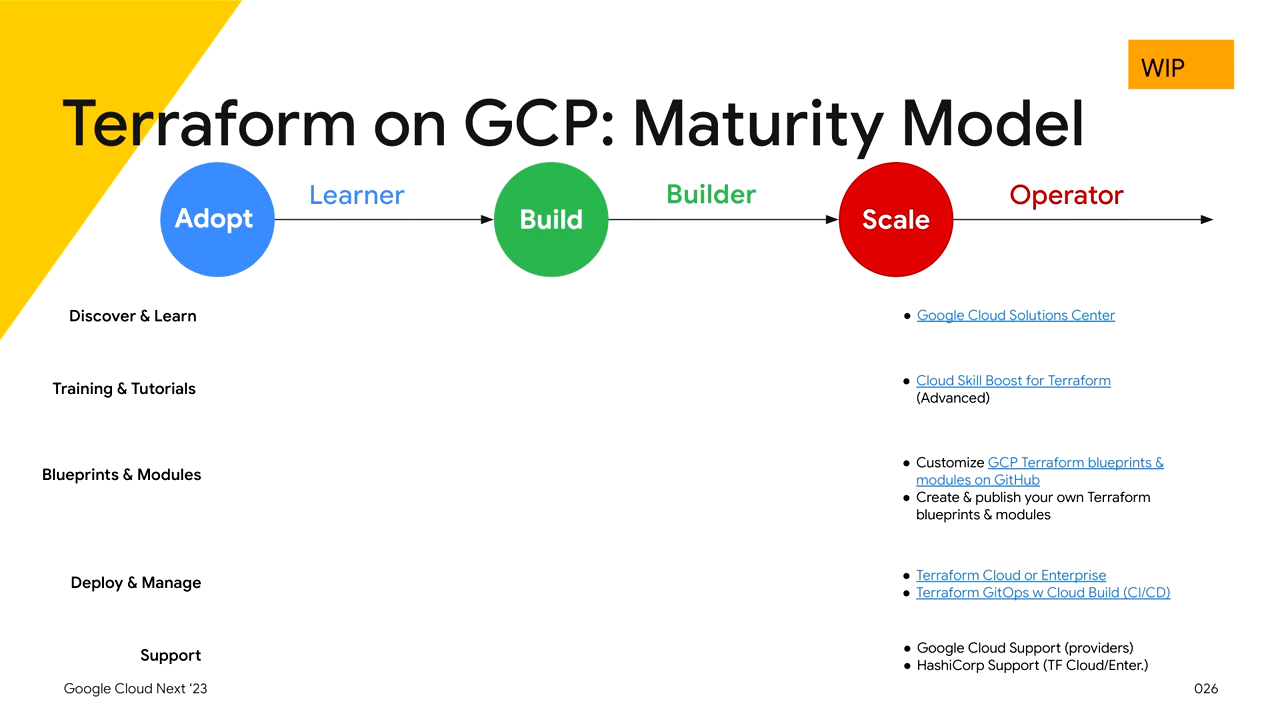 WIP
Terraform on GCP: Maturity Model
Adopt
Learner
Build
Builder
Scale
Operator
Discover & Learn
● Google Cloud Solutions Center
Training & Tutorials
● Cloud Skill Boost for Terraform
(Advanced)
Blueprints & Modules
● Customize GCP Terraform blueprints &
modules on GitHub
● Create & publish your own Terraform
blueprints & modules
Deploy & Manage
● Terraform Cloud or Enterprise
● Terraform GitOps w Cloud Build (CI/CD)
Support
● Google Cloud Support (providers)
● HashiCorp Support (TF Cloud/Enter.)
Google Cloud Next ‘23
026